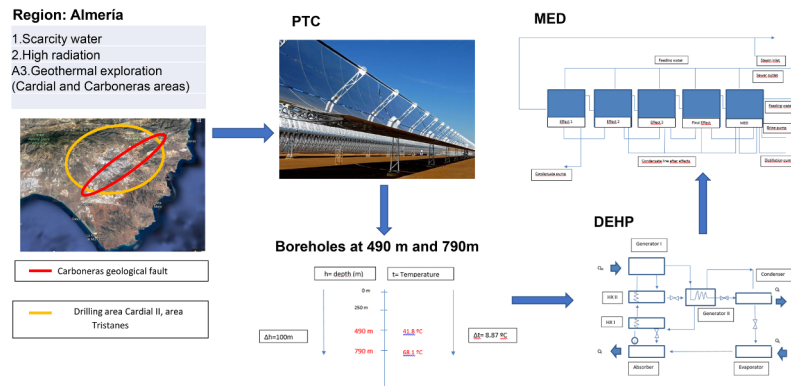 Region: Almería
1.Scarcity water
2.High radiation
A3.Geothermal exploration
(Cardial and Carboneras areas)
Carboneras geological fault
Drilling area Cardial II, area
Tristanes
PTC
Boreholes at 490 m and 790m
h= depth (m)
t= Temperature
0 m
250 m
490 m
41.8 ºC
790 m
68.1 ºC
Δh=100m
Δt= 8.87 ºC
MED
Feeding water
Steam inlet
Effect 1
Effect 2
Effect 2
Final Effect
MED
Feeding water
Brine pump
Distillation pump
Condensate pump
Condensate line after effects
DEHP
Generator I
Condenser
HX II
Generator II
HX I
Absorber
Evaporator